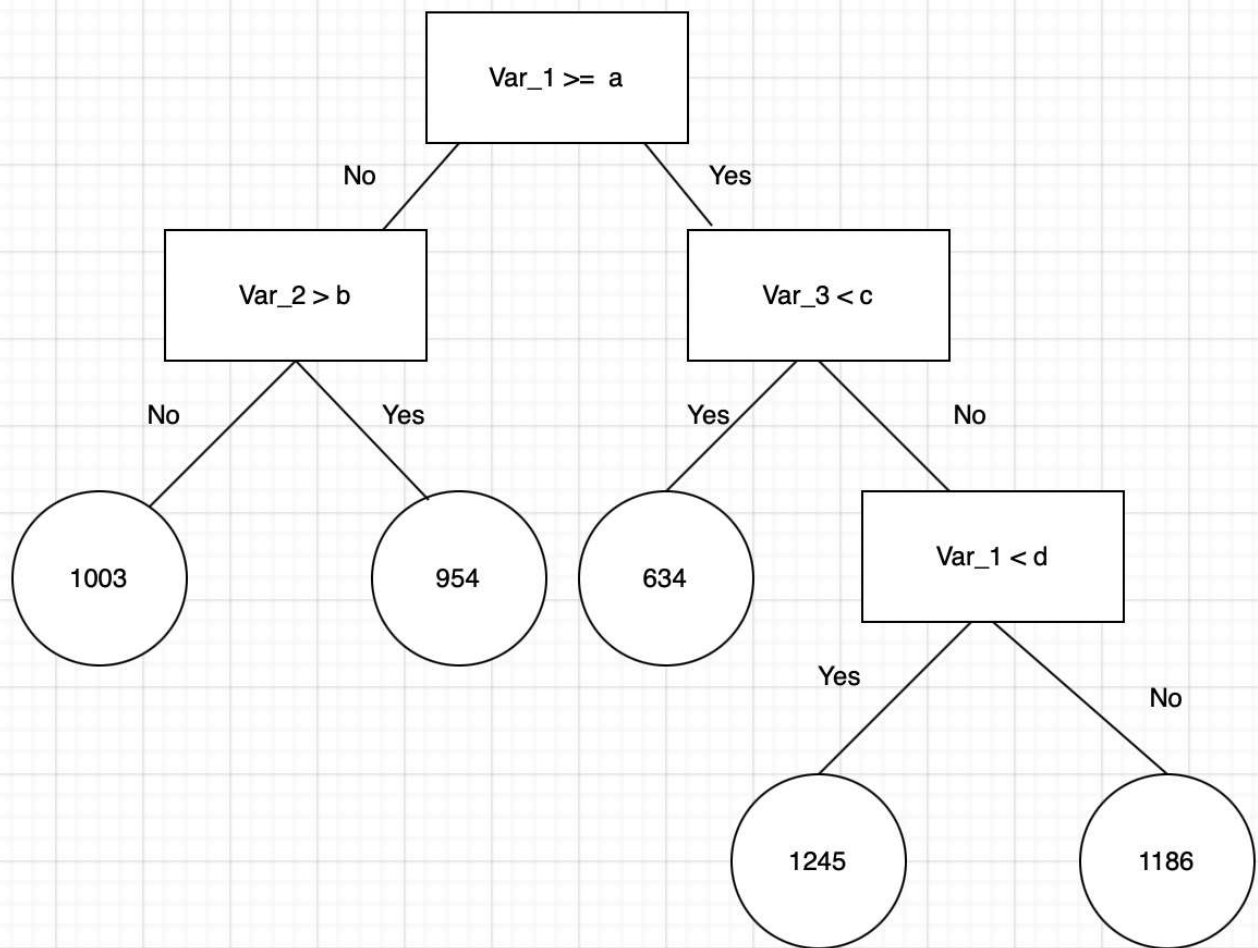 Var_1 >= a
No
Yes
Var_2 > b
Var_3 < c
No
Yes
Yes
No
1003
954
634
Var_1 < d
Yes
No
1245
1186